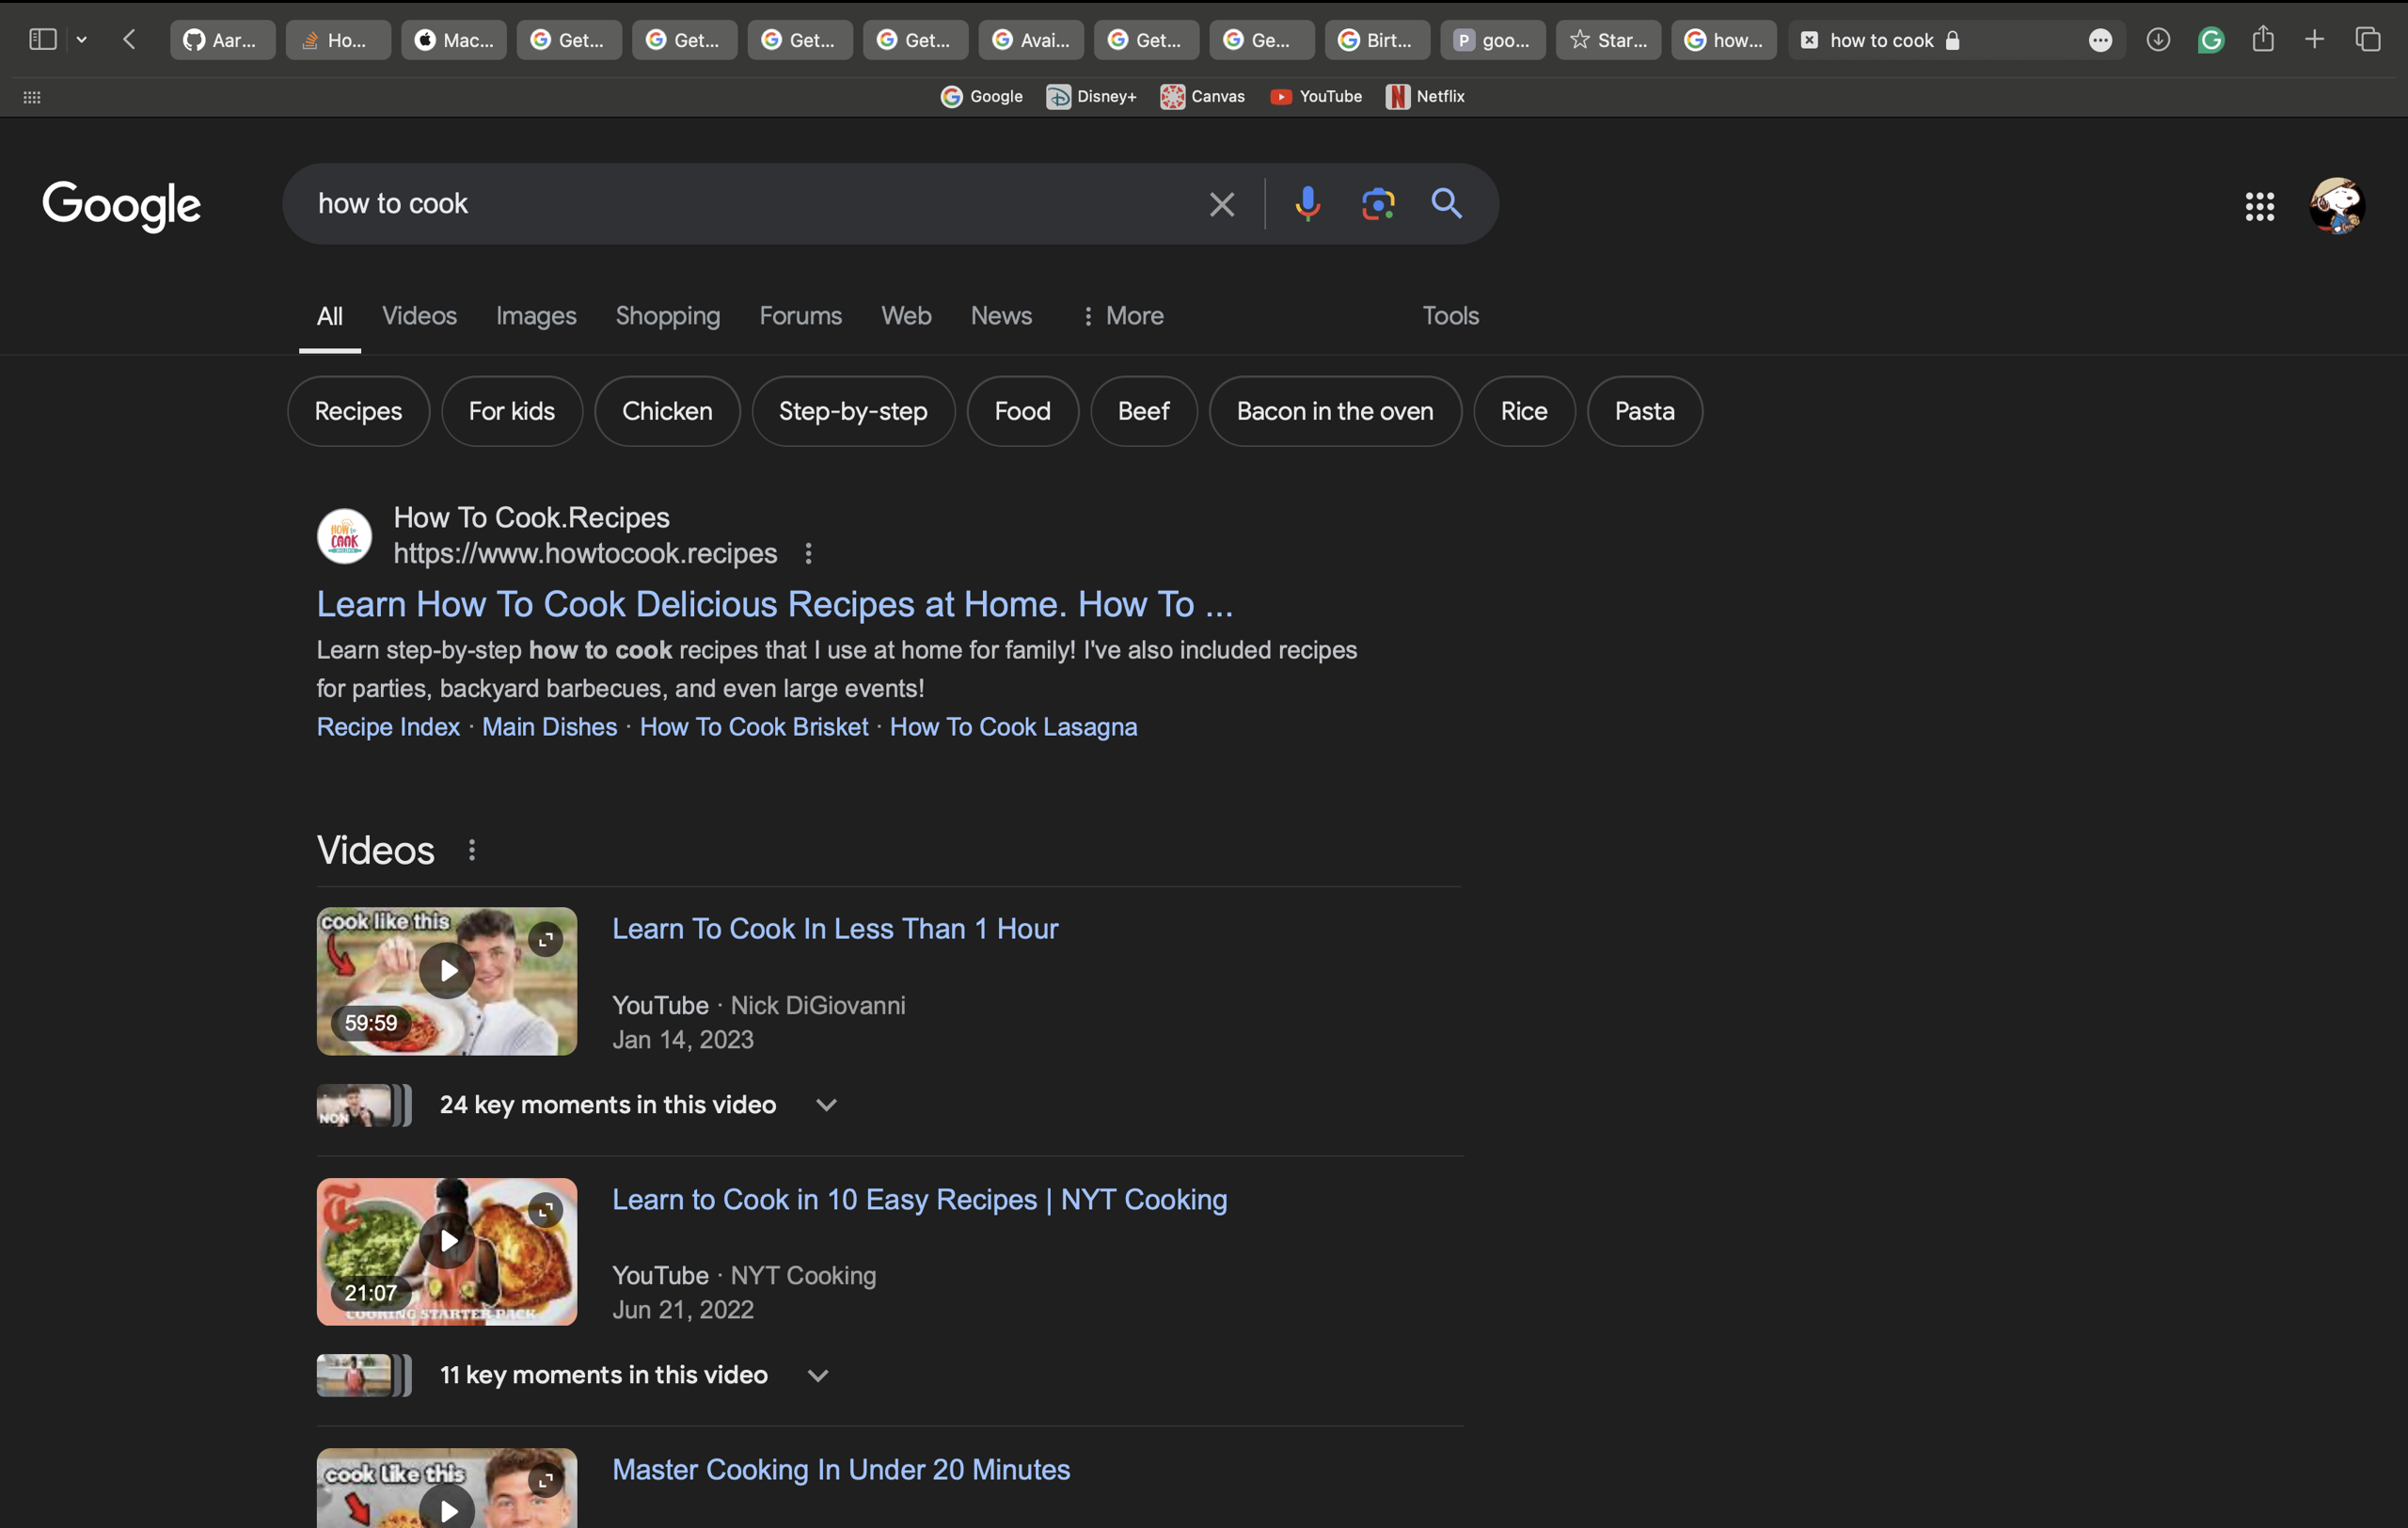 Aar...
Ho...
Mac...
Get...
Get...
Get...
Get...
Avai...
Get...
Ge...
Birt...
P goo...
Star...
how...
how to cook
Google
Disney+
Canvas
YouTube
Netflix
Google
how to cook
All
Videos
Images
Shopping
Forums
Web
News
More
Tools
Recipes
For kids
Chicken
Step-by-step
Food
Beef
Bacon in the oven
Rice
Pasta
HOW to
COOK
How To Cook.Recipes
https://www.howtocook.recipes
Learn How To Cook Delicious Recipes at Home. How To ...
Learn step-by-step how to cook recipes that I use at home for family! I've also included recipes
for parties, backyard barbecues, and even large events!
Recipe Index · Main Dishes · How To Cook Brisket · How To Cook Lasagna
Videos
cook like this
59:59
Learn To Cook In Less Than 1 Hour
YouTube · Nick DiGiovanni
Jan 14, 2023
NON
24 key moments in this video
T
21:07
COOKING STARTER PACK
Learn to Cook in 10 Easy Recipes | NYT Cooking
YouTube · NYT Cooking
Jun 21, 2022
11 key moments in this video
cook like this
Master Cooking In Under 20 Minutes